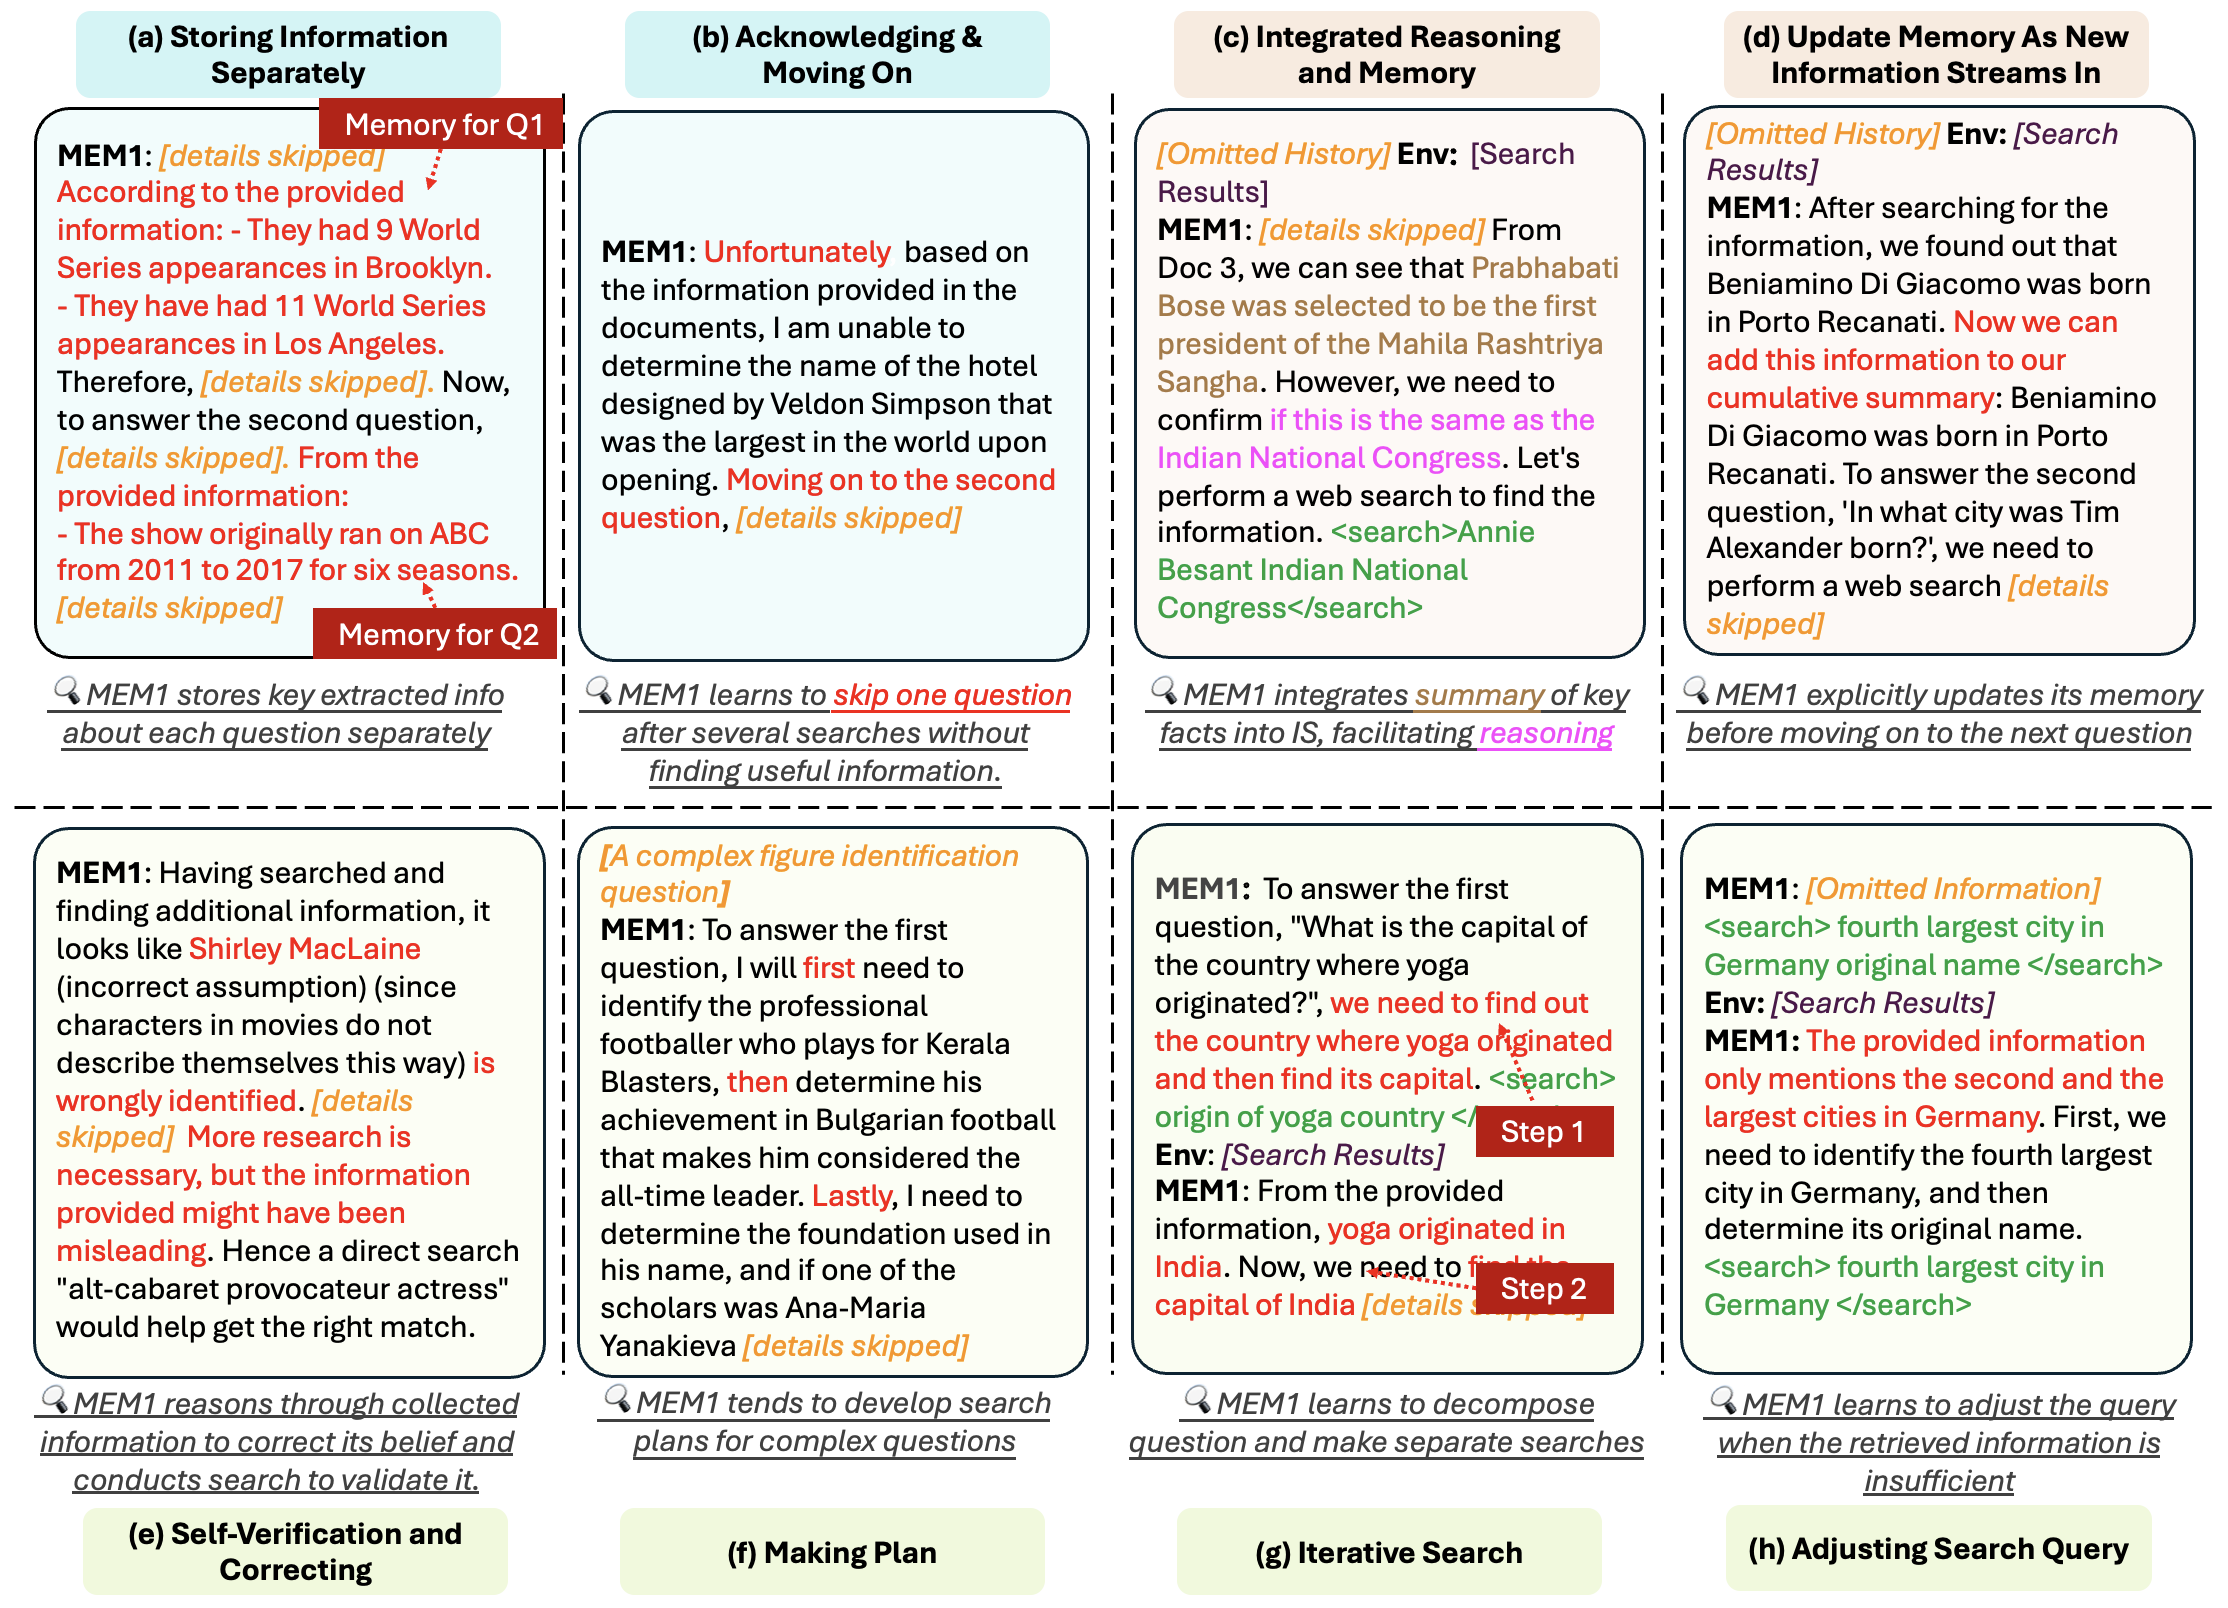 (a) Storing Information
Separately
Memory for Q1
MEM1: [details skipped]
According to the provided
information: - They had 9 World
Series appearances in Brooklyn.
- They have had 11 World Series
appearances in Los Angeles.
Therefore, [details skipped]. Now,
to answer the second question,
[details skipped]. From the
provided information:
- The show originally ran on ABC
from 2011 to 2017 for six seasons.
[details skipped]
Memory for Q2
MEM1 stores key extracted info
about each question separately
(b) Acknowledging &
Moving On
MEM1: Unfortunately based on
the information provided in the
documents, I am unable to
determine the name of the hotel
designed by Veldon Simpson that
was the largest in the world upon
opening. Moving on to the second
question, [details skipped]
MEM1 learns to skip one question
after several searches without
finding useful information.
(c) Integrated Reasoning
and Memory
[Omitted History] Env: [Search
Results]
MEM1: [details skipped] From
Doc 3, we can see that Prabhabati
Bose was selected to be the first
president of the Mahila Rashtriya
Sangha. However, we need to
confirm if this is the same as the
Indian National Congress. Let's
perform a web search to find the
information. <search>Annie
Besant Indian National
Congress</search>
MEM1 integrates summary of key
facts into IS, facilitating reasoning
(d) Update Memory As New
Information Streams In
[Omitted History] Env: [Search
Results]
MEM1: After searching for the
information, we found out that
Beniamino Di Giacomo was born
in Porto Recanati. Now we can
add this information to our
cumulative summary: Beniamino
Di Giacomo was born in Porto
Recanati. To answer the second
question, 'In what city was Tim
Alexander born?', we need to
perform a web search [details
skipped]
MEM1 explicitly updates its memory
before moving on to the next question
MEM1: Having searched and
finding additional information, it
looks like Shirley MacLaine
(incorrect assumption) (since
characters in movies do not
describe themselves this way) is
wrongly identified. [details
skipped] More research is
necessary, but the information
provided might have been
misleading. Hence a direct search
"alt-cabaret provocateur actress"
would help get the right match.
MEM1 reasons through collected
information to correct its belief and
conducts search to validate it.
(e) Self-Verification and
Correcting
[A complex figure identification
question]
MEM1: To answer the first
question, I will first need to
identify the professional
footballer who plays for Kerala
Blasters, then determine his
achievement in Bulgarian football
that makes him considered the
all-time leader. Lastly, I need to
determine the foundation used in
his name, and if one of the
scholars was Ana-Maria
Yanakieva [details skipped]
MEM1 tends to develop search
plans for complex questions
(f) Making Plan
MEM1: To answer the first
question, "What is the capital of
the country where yoga
originated?", we need to find out
the country where yoga originated
and then find its capital. <search>
origin of yoga country </
Step 1
Env: [Search Results]
MEM1: From the provided
information, yoga originated in
India. Now, we need to find the
Step 2
capital of India [details skipped]
MEM1 learns to decompose
question and make separate searches
(g) Iterative Search
MEM1: [Omitted Information]
<search> fourth largest city in
Germany original name </search>
Env: [Search Results]
MEM1: The provided information
only mentions the second and the
largest cities in Germany. First, we
need to identify the fourth largest
city in Germany, and then
determine its original name.
<search> fourth largest city in
Germany </search>
MEM1 learns to adjust the query
when the retrieved information is
insufficient
(h) Adjusting Search Query